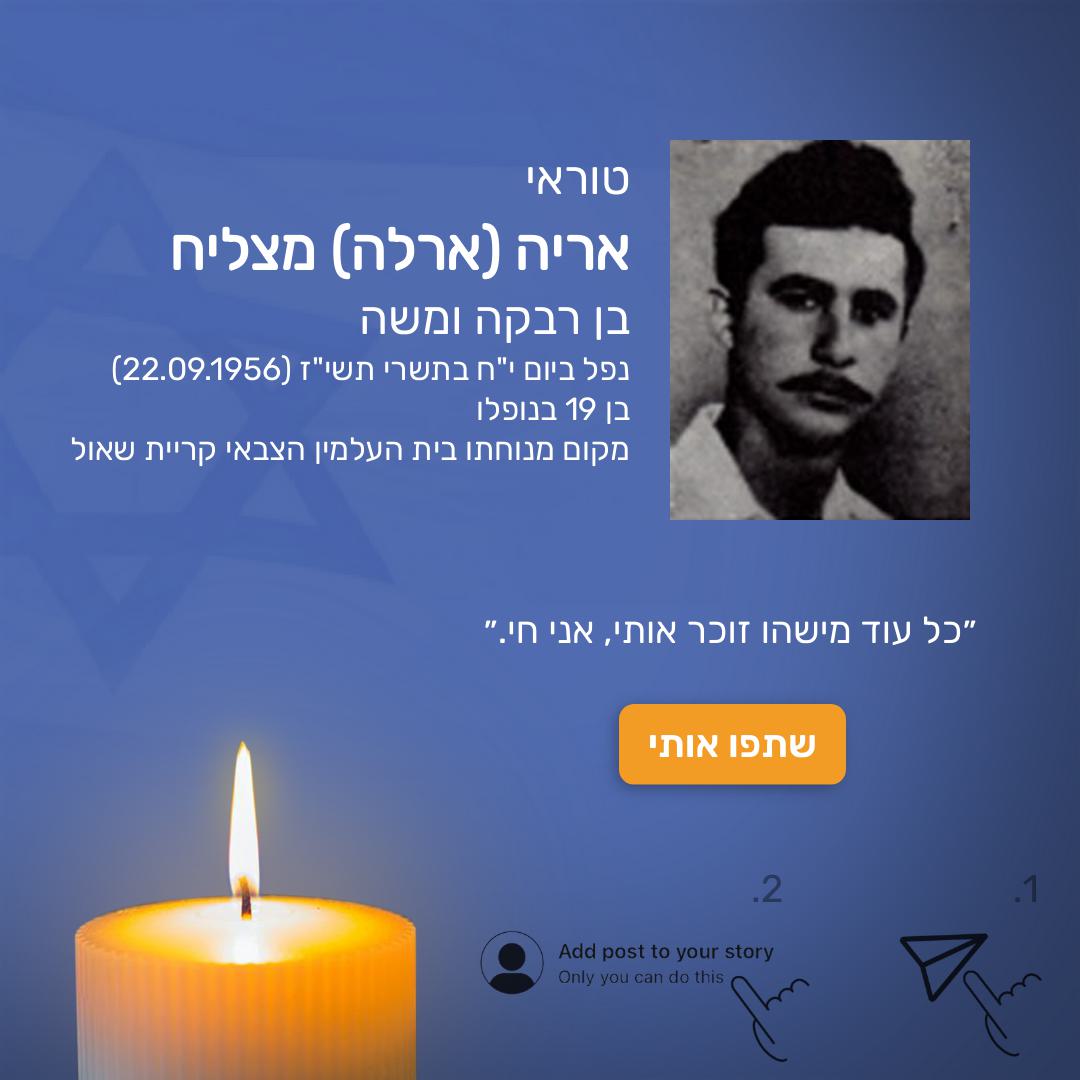 טוראי
אריה (ארלה) מצליח
בן רבקה ומשה
נפל ביום י"ח בתשרי תשי"ז (22.09.1956)
בן 19 בנופלו
מקום מנוחתו בית העלמין הצבאי קריית שאול
״כל עוד מישהו זוכר אותי, אני חי.״
שתפו אותי
.1
.2
Add post to your story
Only you can do this